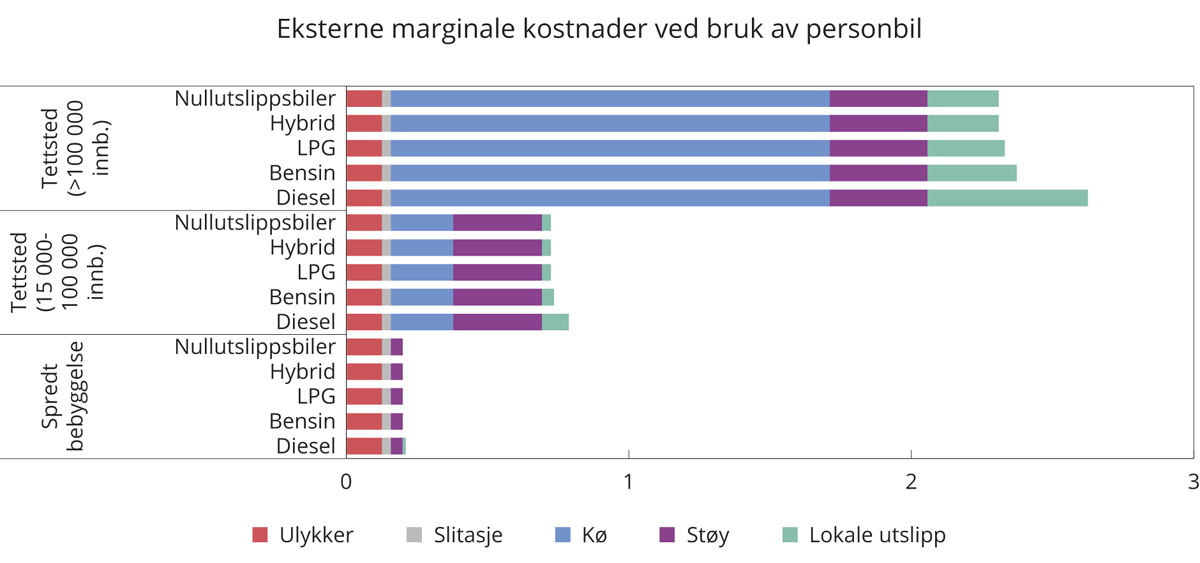 Eksterne marginale kostnader ved bruk av personbil
Tettsted
(>100 000
innb.)
Nullutslippsbiler
Hybrid
LPG
Bensin
Diesel
Tettsted
(15 000-
100 000
innb.)
Nullutslippsbiler
Hybrid
LPG
Bensin
Diesel
Spredt
bebyggelse
Nullutslippsbiler
Hybrid
LPG
Bensin
Diesel
0 1 2 3
Ulykker Slitasje Kø Støy Lokale utslipp